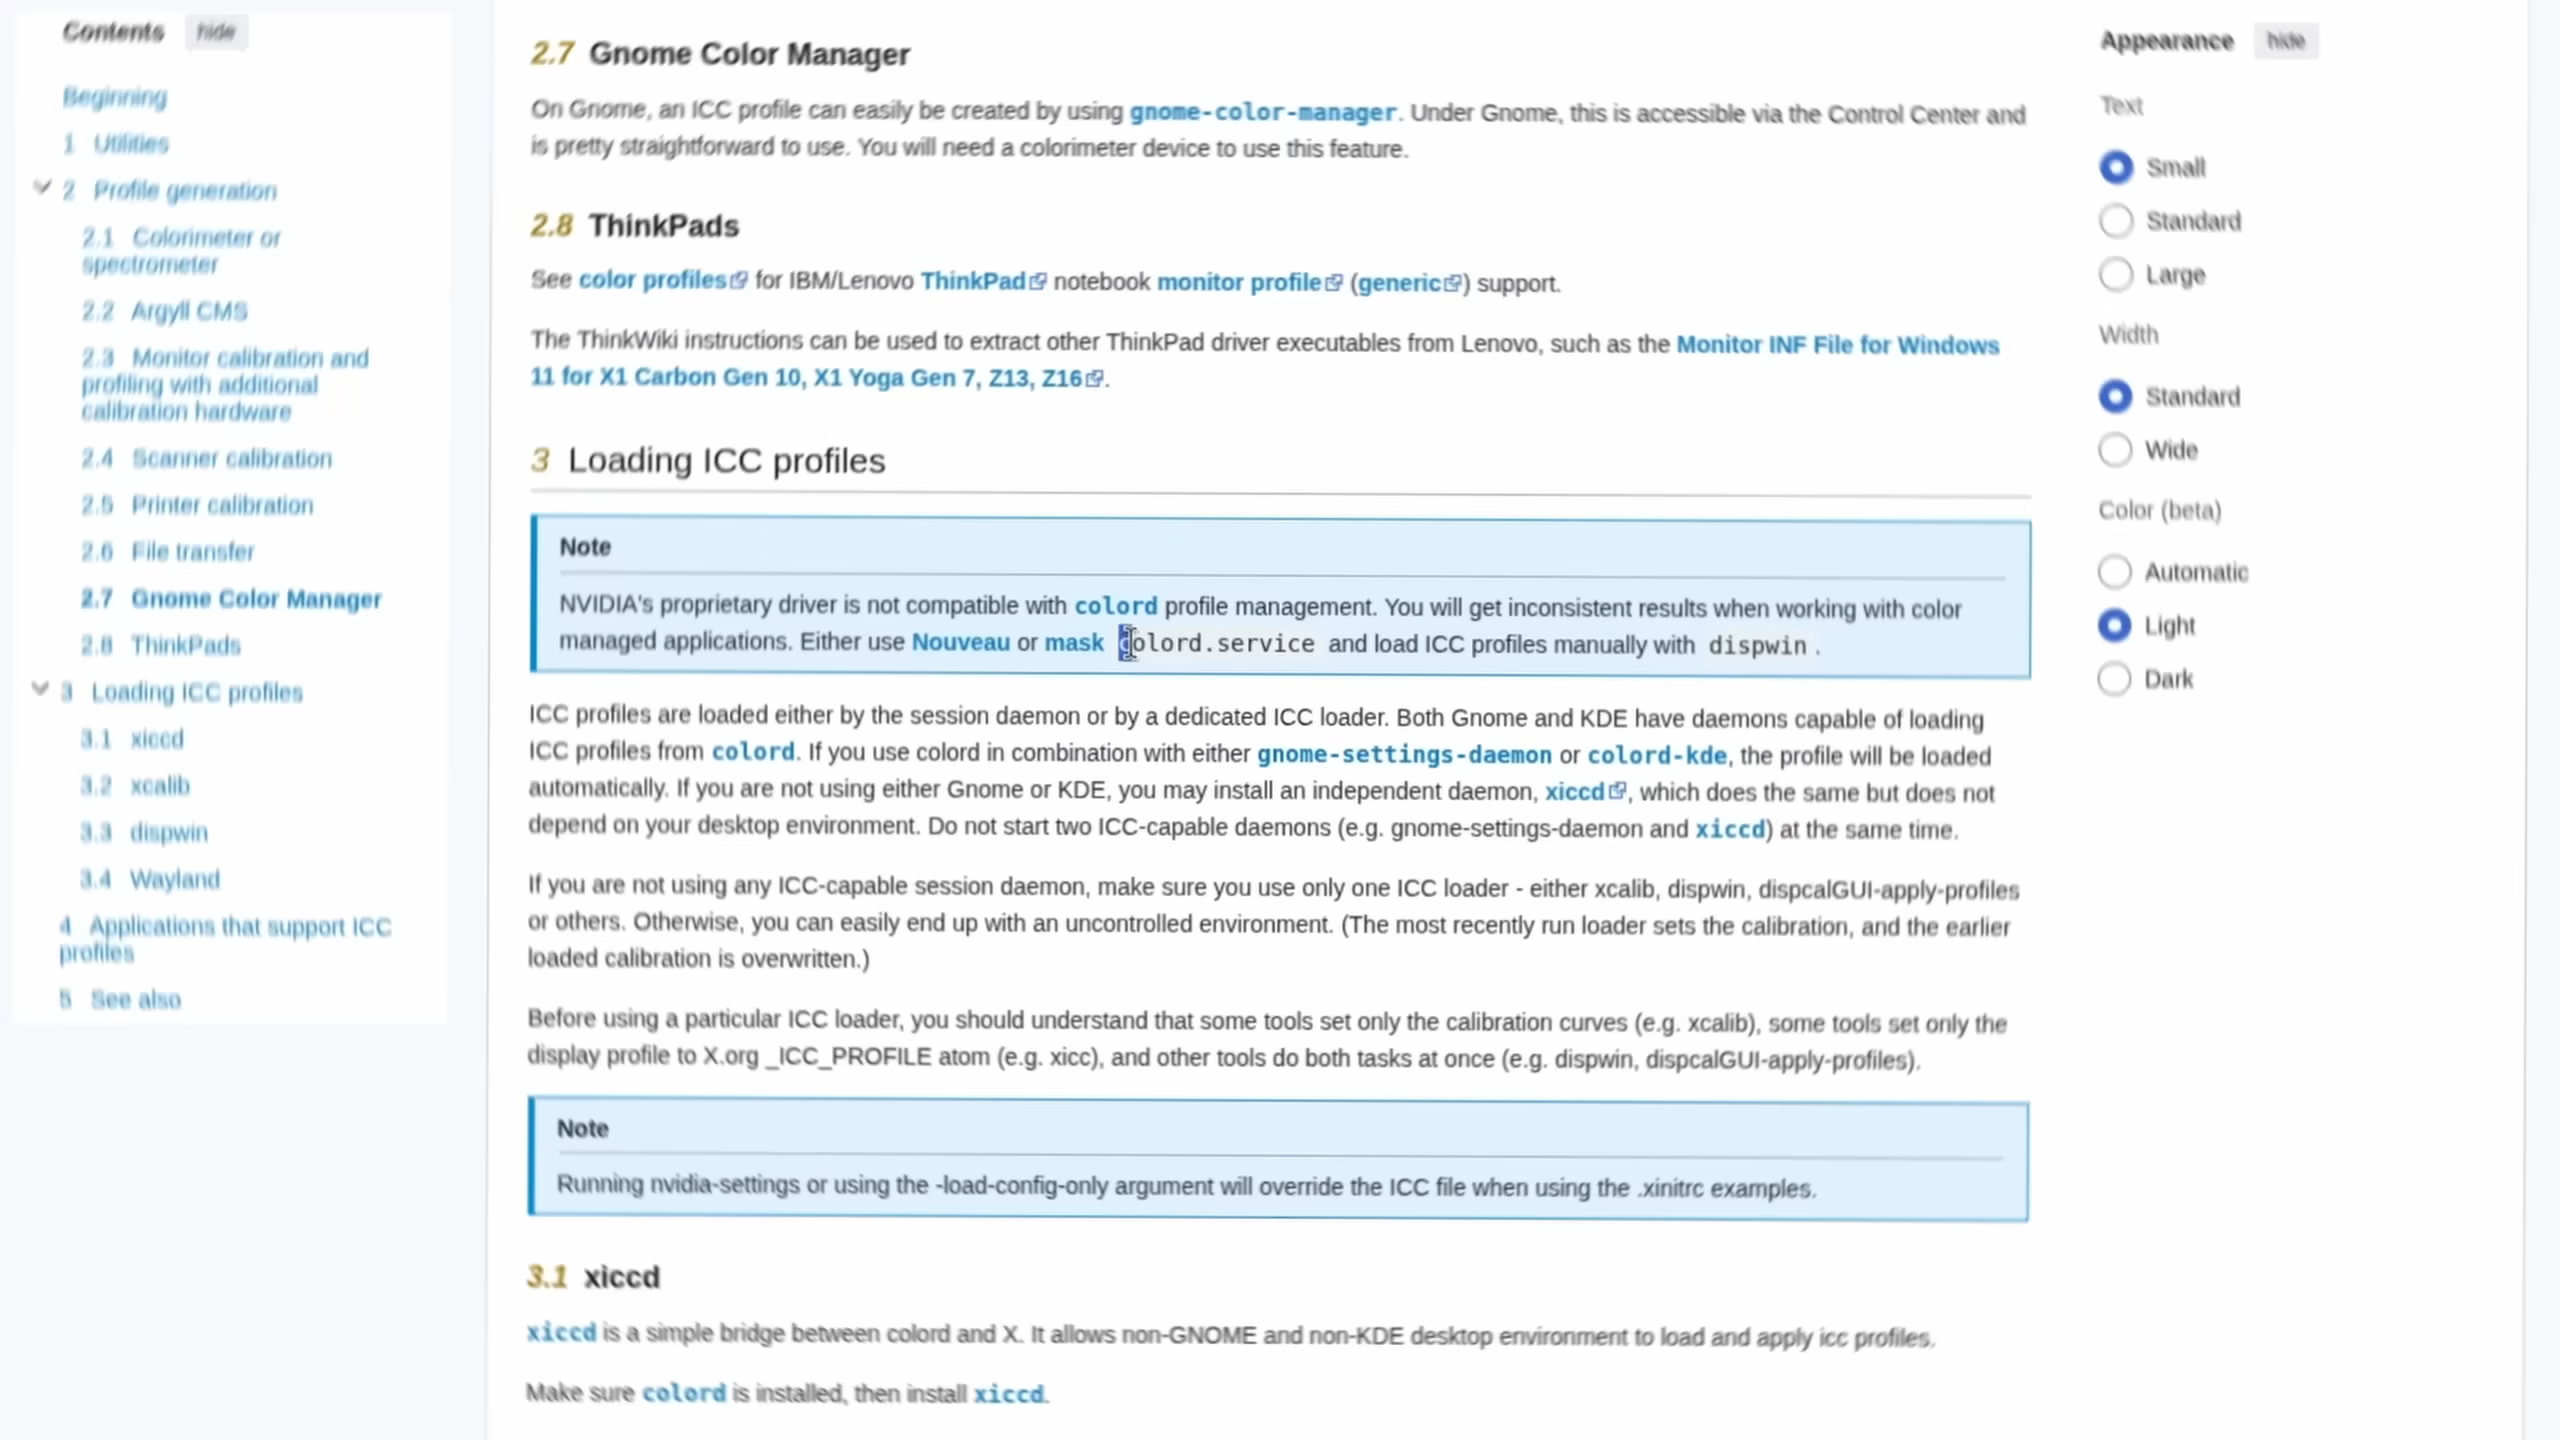 Contents hide
Beginning
1 Utilities
2 Profile generation
2.1 Colorimeter or
spectrometer
2.2 Argyll CMS
2.3 Monitor calibration and
profiling with additional
calibration hardware
2.4 Scanner calibration
2.5 Printer calibration
2.6 File transfer
2.7 Gnome Color Manager
2.8 ThinkPads
3 Loading ICC profiles
3.1 xiccd
3.2 xcalib
3.3 dispwin
3.4 Wayland
4 Applications that support ICC
profiles
5 See also
2.7 Gnome Color Manager
On Gnome, an ICC profile can easily be created by using gnome-color-manager. Under Gnome, this is accessible via the Control Center and
is pretty straightforward to use. You will need a colorimeter device to use this feature.
2.8 ThinkPads
See color profiles for IBM/Lenovo ThinkPad notebook monitor profile (generic) support.
The ThinkWiki instructions can be used to extract other ThinkPad driver executables from Lenovo, such as the Monitor INF File for Windows
11 for X1 Carbon Gen 10, X1 Yoga Gen 7, Z13, Z16.
3 Loading ICC profiles
Note
NVIDIA's proprietary driver is not compatible with colord profile management. You will get inconsistent results when working with color
managed applications. Either use Nouveau or mask colord.service and load ICC profiles manually with dispwin .
ICC profiles are loaded either by the session daemon or by a dedicated ICC loader. Both Gnome and KDE have daemons capable of loading
ICC profiles from colord. If you use colord in combination with either gnome-settings-daemon or colord-kde, the profile will be loaded
automatically. If you are not using either Gnome or KDE, you may install an independent daemon, xiccd, which does the same but does not
depend on your desktop environment. Do not start two ICC-capable daemons (e.g. gnome-settings-daemon and xiccd) at the same time.
If you are not using any ICC-capable session daemon, make sure you use only one ICC loader - either xcalib, dispwin, dispcalGUI-apply-profiles
or others. Otherwise, you can easily end up with an uncontrolled environment. (The most recently run loader sets the calibration, and the earlier
loaded calibration is overwritten.)
Before using a particular ICC loader, you should understand that some tools set only the calibration curves (e.g. xcalib), some tools set only the
display profile to X.org _ICC_PROFILE atom (e.g. xicc), and other tools do both tasks at once (e.g. dispwin, dispcalGUI-apply-profiles).
Note
Running nvidia-settings or using the -load-config-only argument will override the ICC file when using the .xinitrc examples.
3.1 xiccd
xiccd is a simple bridge between colord and X. It allows non-GNOME and non-KDE desktop environment to load and apply icc profiles.
Make sure colord is installed, then install xiccd.
Appearance hide
Text
Small
Standard
Large
Width
Standard
Wide
Color (beta)
Automatic
Light
Dark